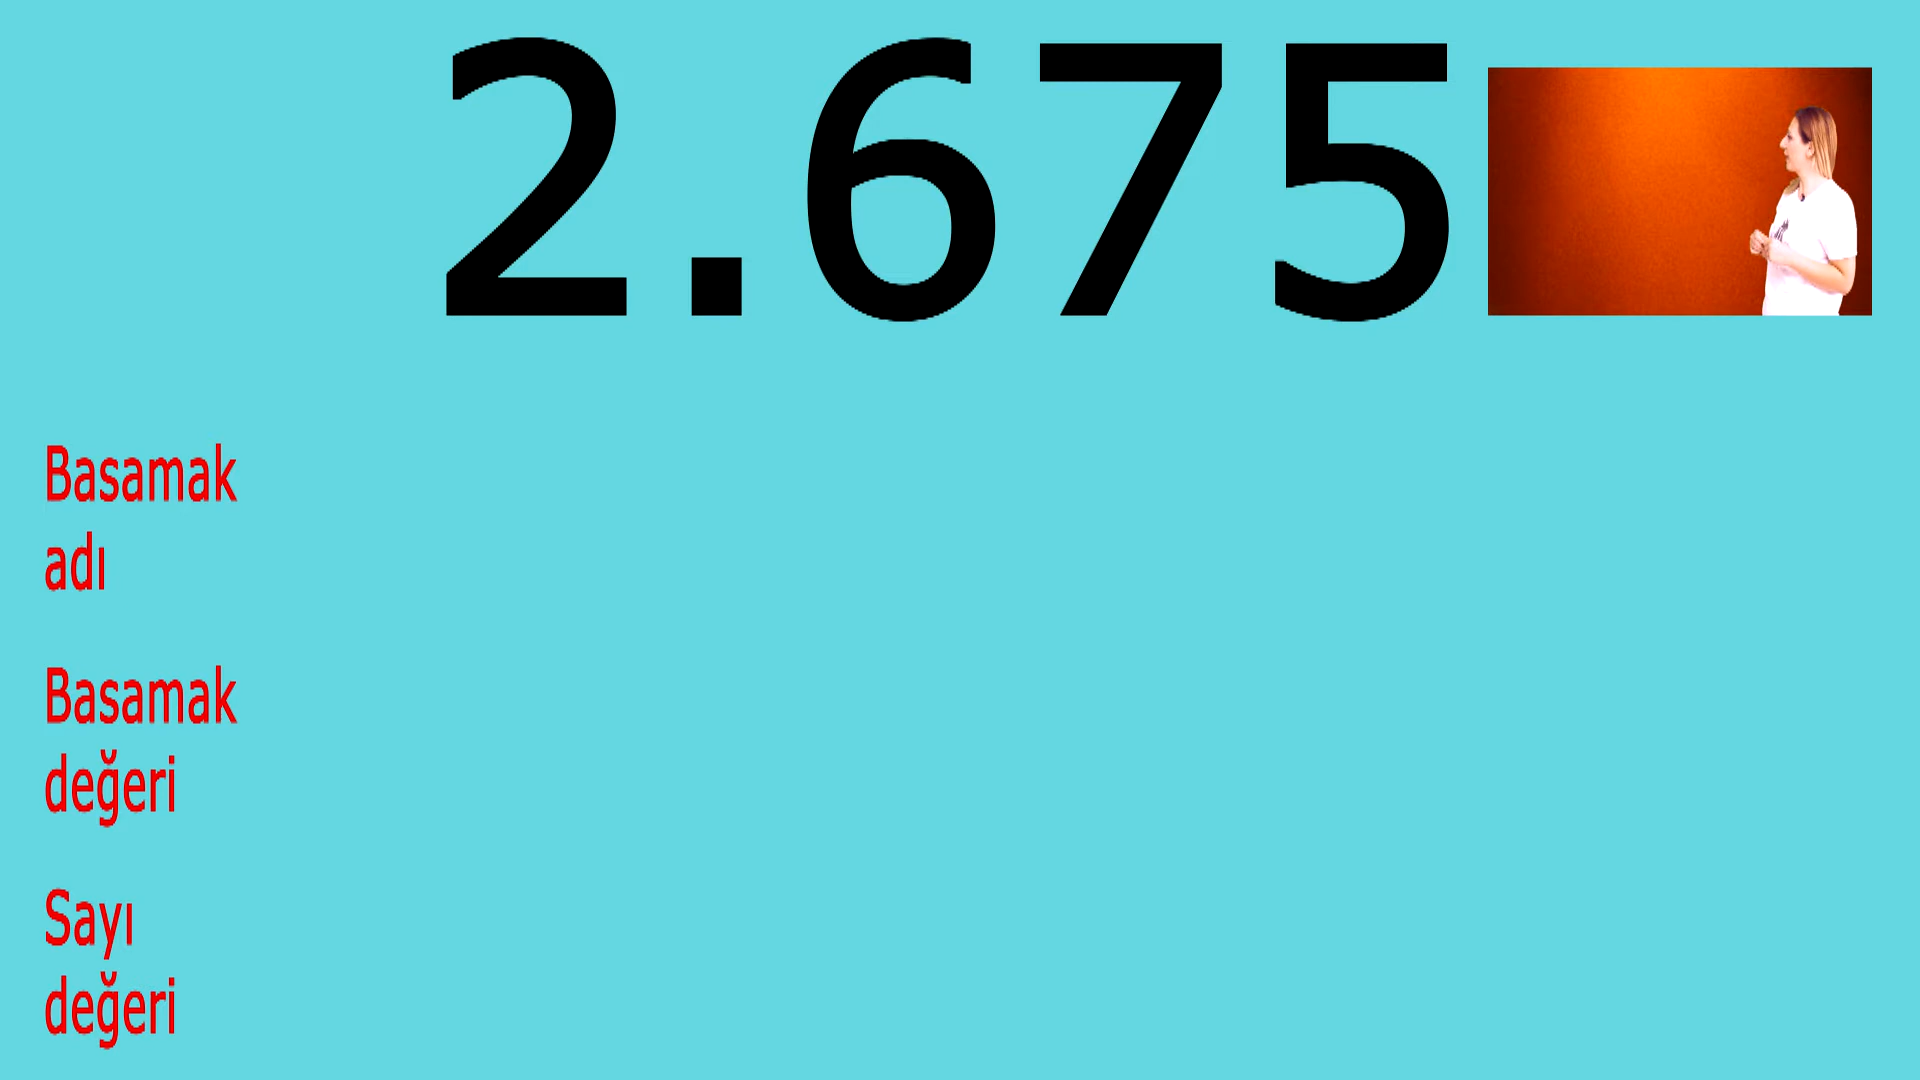 2.675
Basamak
adı
Basamak
değeri
Sayı
değeri